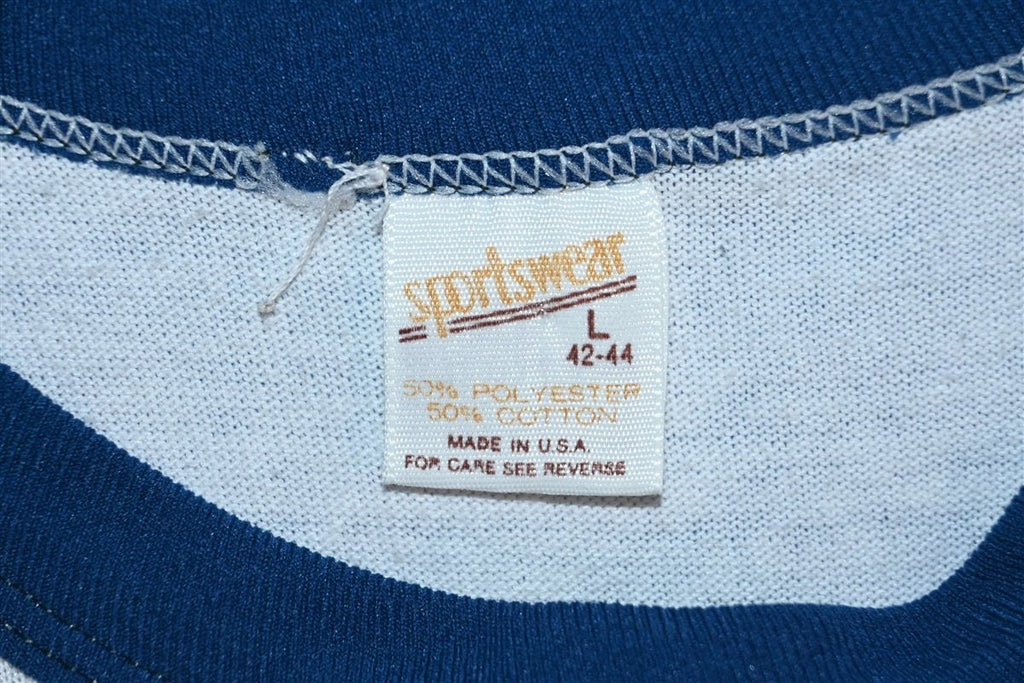 sportswear
L
42-44
50% POLYESTER
50% COTTON
MADE IN U.S.A.
FOR CARE SEE REVERSE